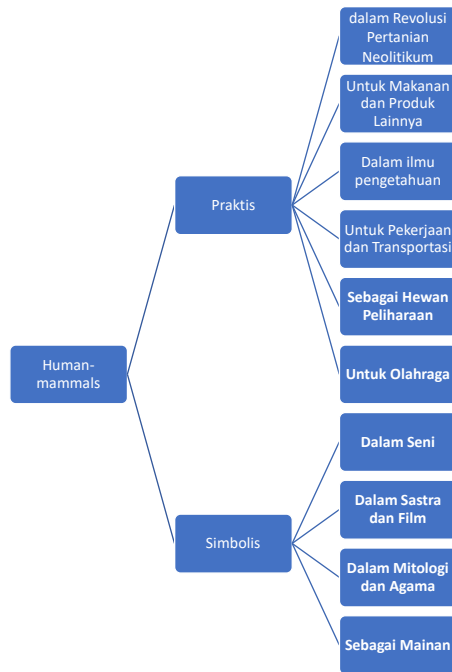 dalam Revolusi
Pertanian
Neolitikum
Untuk Makanan
dan Produk
Lainnya
Dalam ilmu
pengetahuan
Praktis
Untuk Pekerjaan
dan Transportasi
Sebagai Hewan
Peliharaan
Human-
mammals
Untuk Olahraga
Dalam Seni
Dalam Sastra
dan Film
Simbolis
Dalam Mitologi
dan Agama
Sebagai Mainan